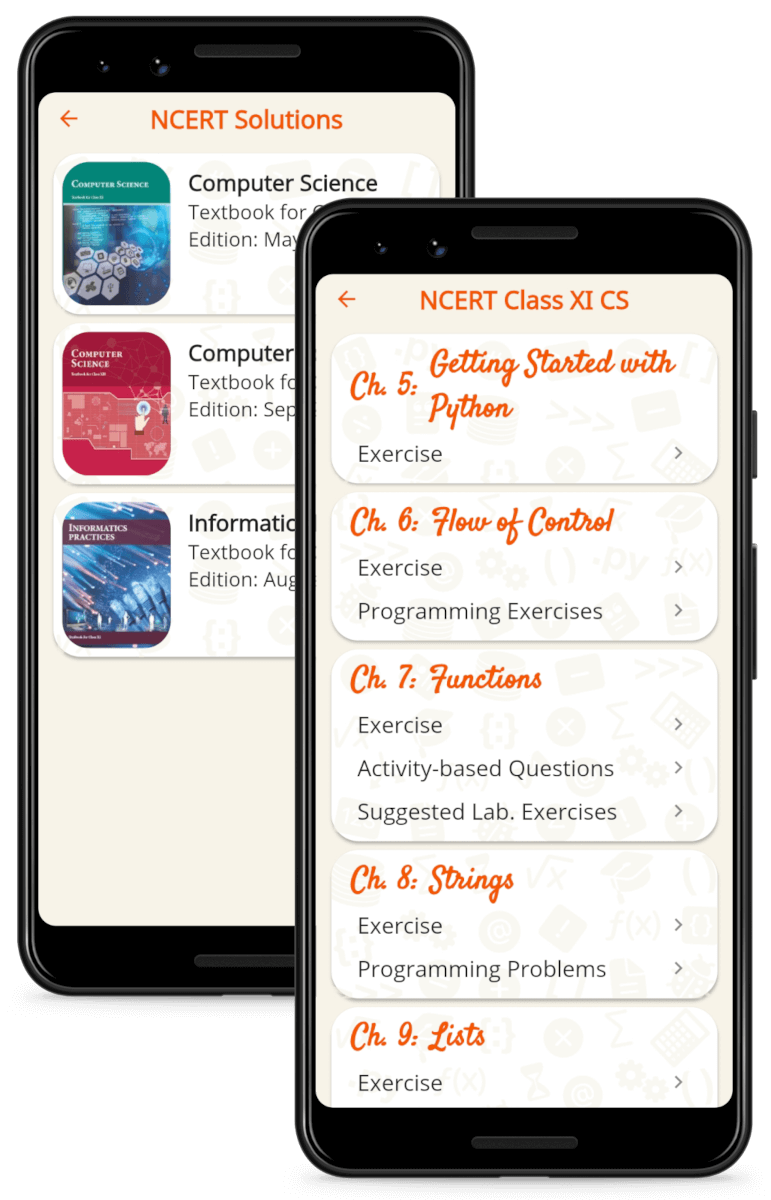 NCERT Solutions
COMPUTER SCIENCE
Textbook for Class XI
Computer Science
Textbook for
Edition: May
COMPUTER
SCIENCE
Textbook for Class XII
Computer
Textbook
Edition: Sep
INFORMATICS
PRACTICES
Textbook for Class XI
Informatic
Textbook
Edition: Aug
NCERT Class XI CS
Ch. 5: Getting Started with
Python
Exercise
Ch. 6: Flow of Control
Exercise
Programming Exercises
Ch. 7: Functions
Exercise
Activity-based Questions
Suggested Lab. Exercises
Ch. 8: Strings
Exercise
Programming Problems
Ch. 9: Lists
Exercise